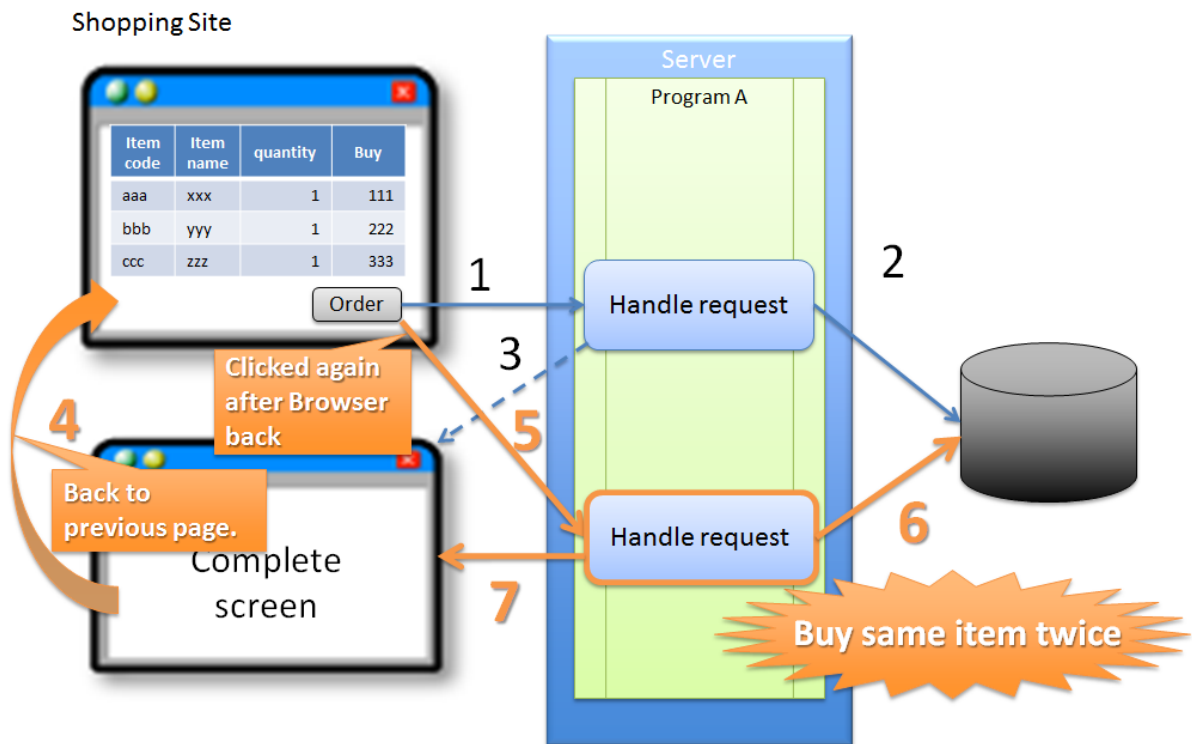 Shopping Site
Server
Program A
Item code
Item name
quantity
Buy
aaa xxx 1 111
bbb yyy 1 222
ccc zzz 1 333
Order
1
2
Handle request
3
Clicked again
after Browser
back
4
5
Back to
previous page.
6
Handle request
Complete
screen
7
Buy same item twice